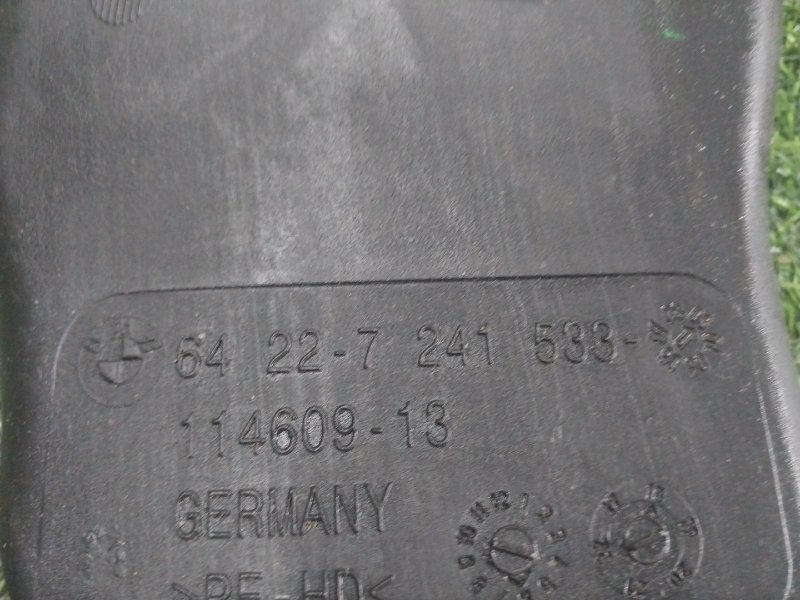 64 22-7 241 533-
114609-13
GERMANY
>PE-HD<